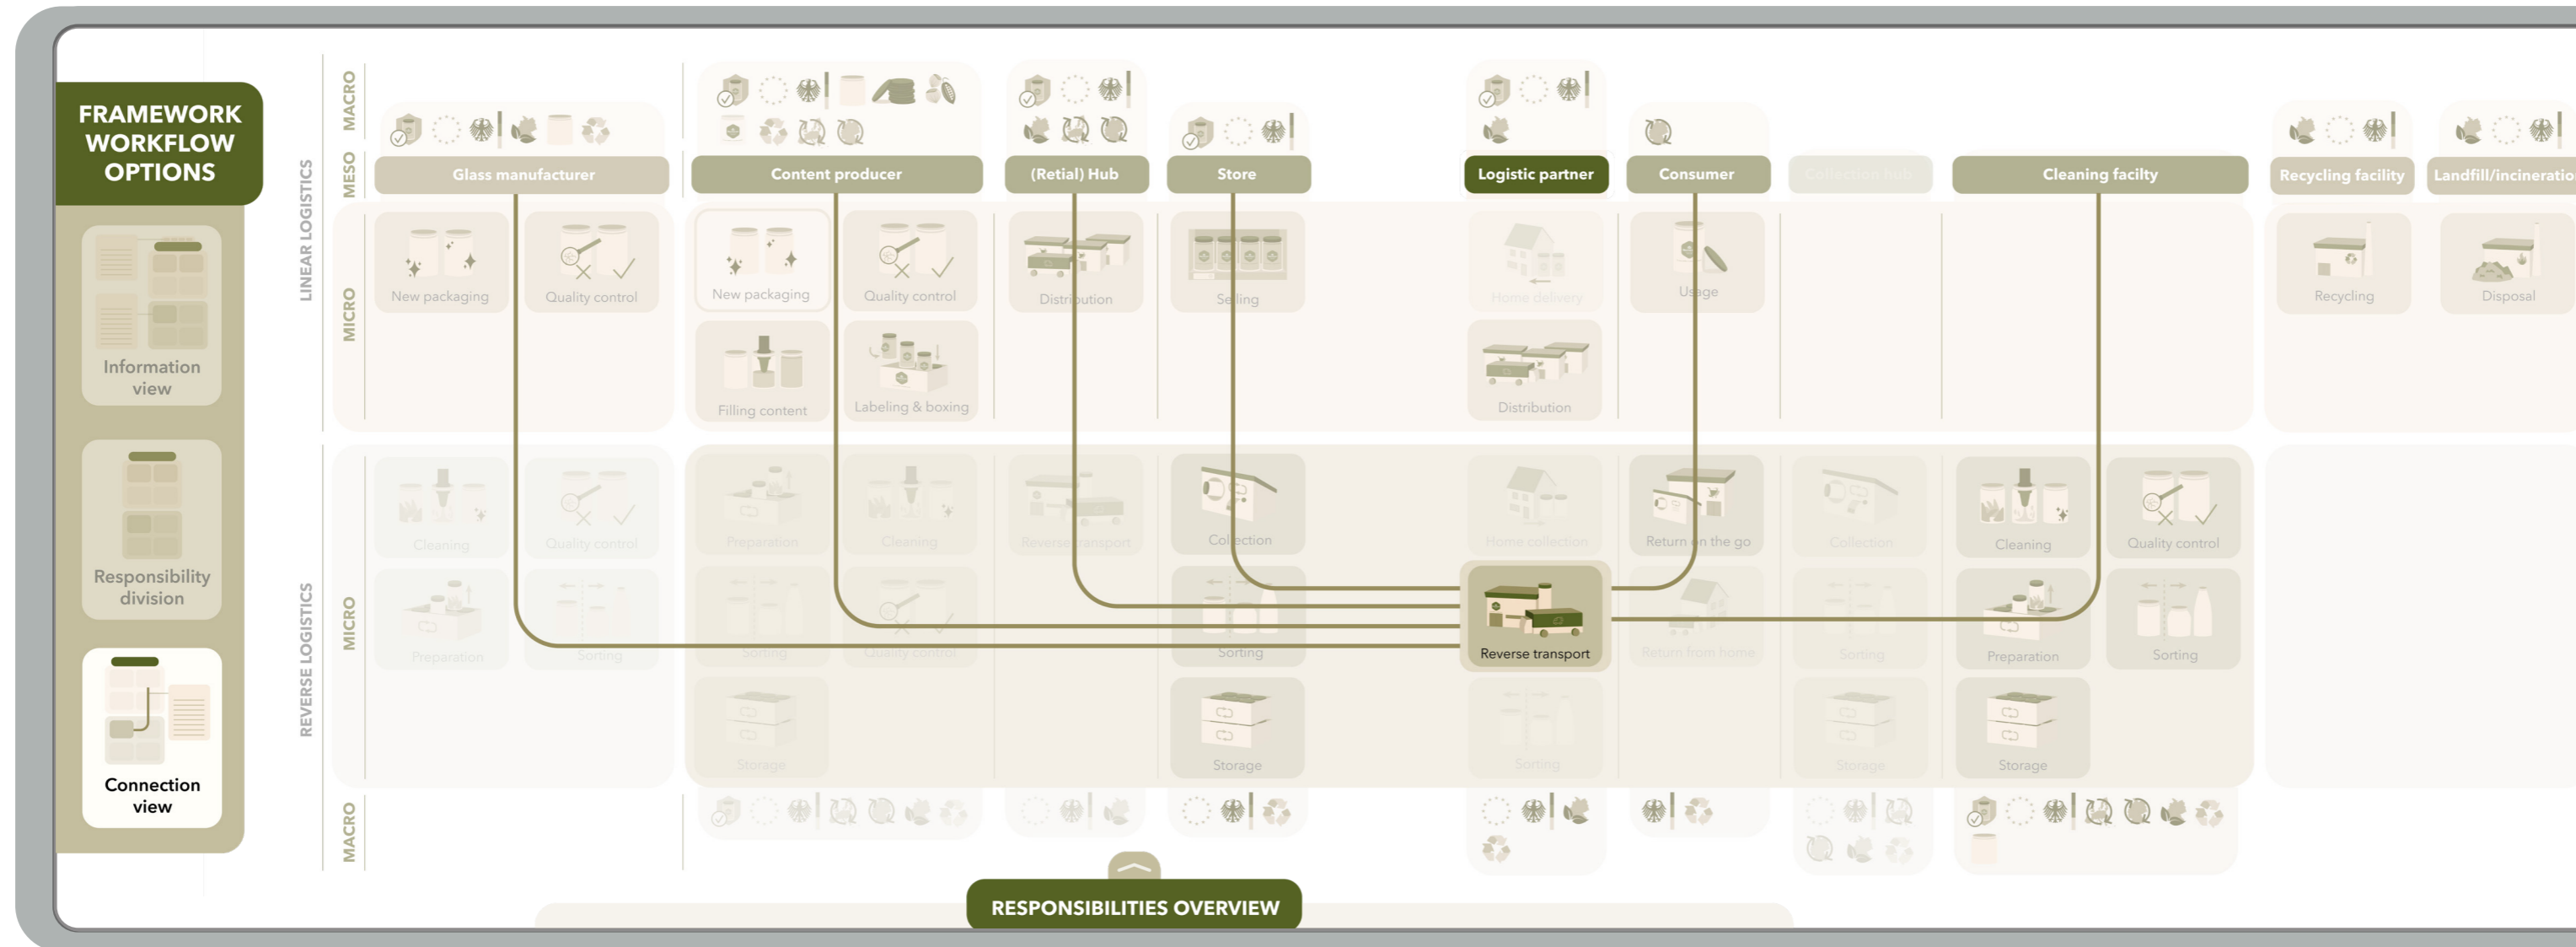 FRAMEWORK
WORKFLOW
OPTIONS
Information
view
Responsibility
division
Connection
view
LINEAR LOGISTICS
REVERSE LOGISTICS
MACRO
MESO
MICRO
MICRO
MACRO
Glass manufacturer
Content producer
(Retial) Hub
Store
Logistic partner
Consumer
Collection hub
Cleaning facilty
Recycling facility
Landfill/incineratio
New packaging
Quality control
New packaging
Quality control
Distribution
Selling
Home delivery
Usage
Recycling
Disposal
Filling content
Labeling & boxing
Distribution
Cleaning
Quality control
Preparation
Cleaning
Reverse transport
Collection
Home collection
Return on the go
Collection
Cleaning
Quality control
Preparation
Sorting
Sorting
Quality control
Sorting
Reverse transport
Return from home
Sorting
Preparation
Sorting
Storage
Storage
Sorting
Storage
Storage
RESPONSIBILITIES OVERVIEW